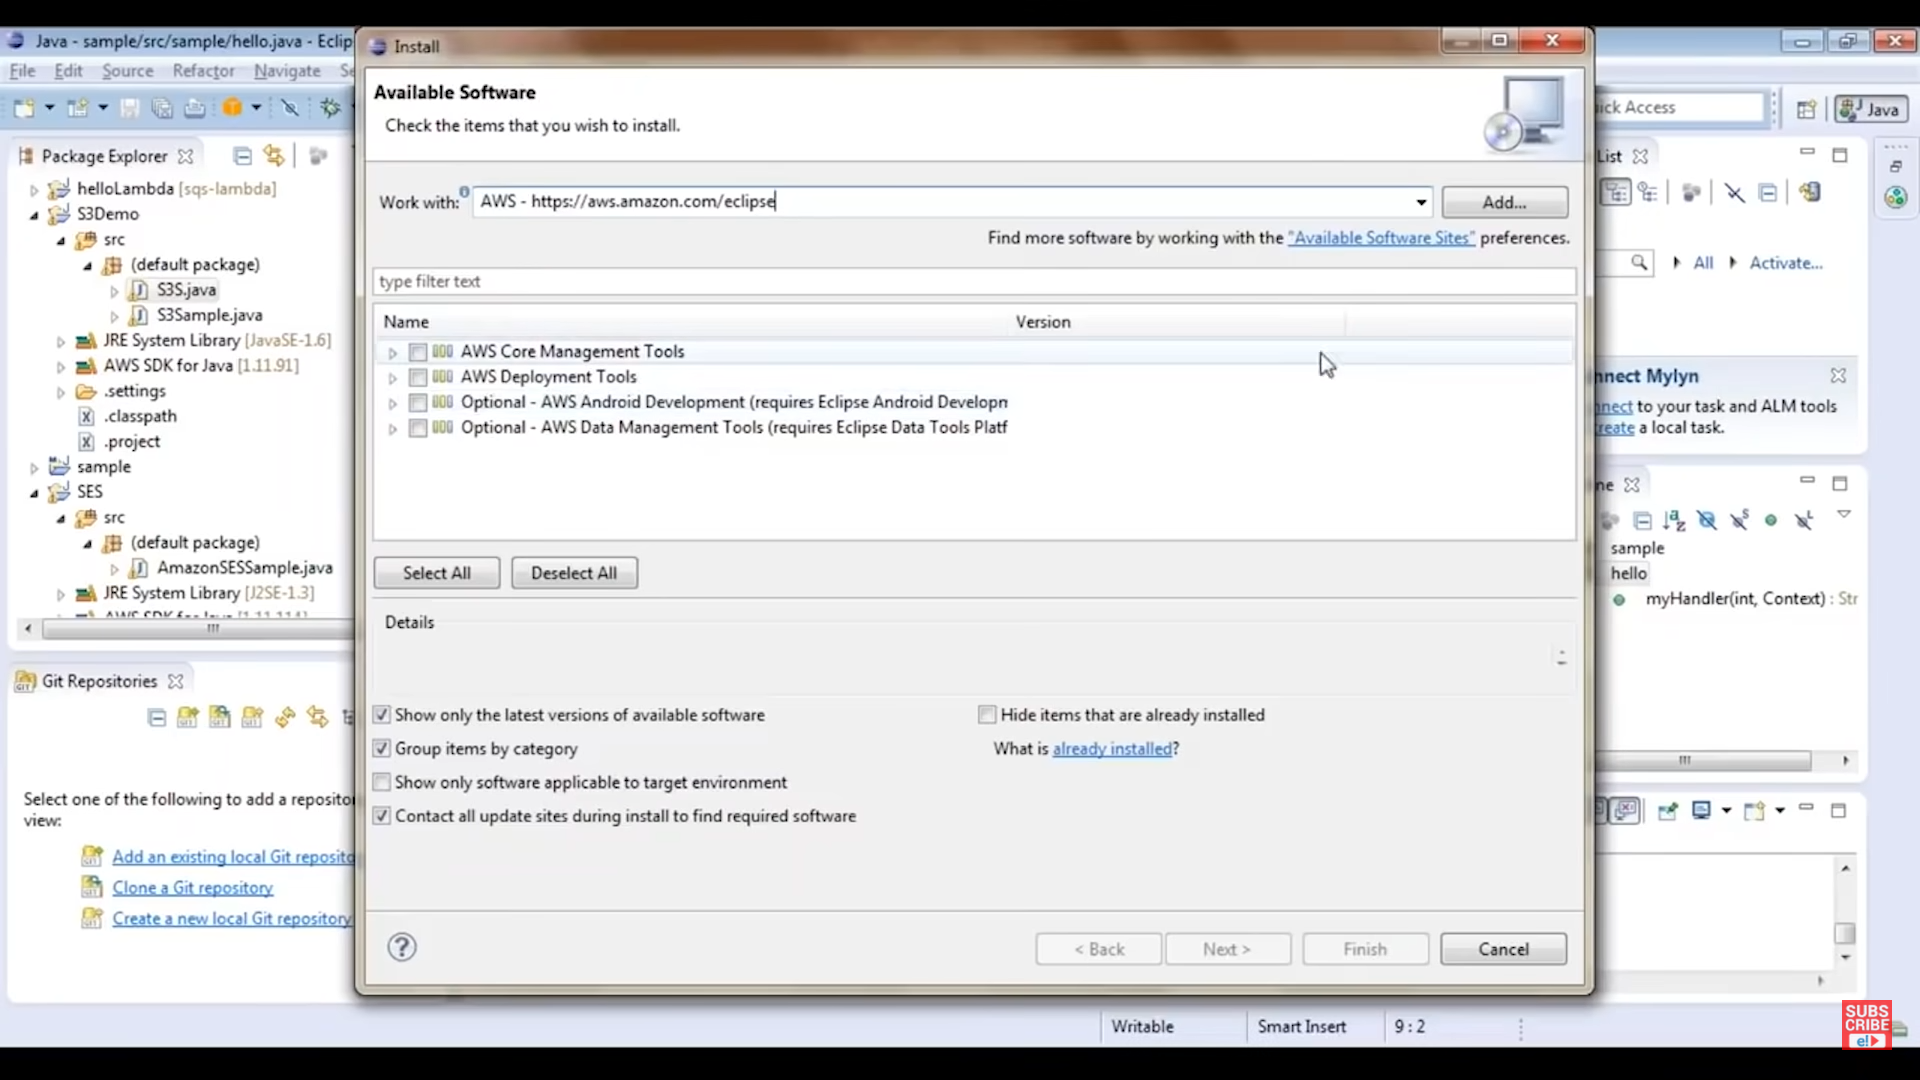 Java - sample/src/sample/hello.java - Eclip
File Edit Source Refactor Navigate Se
Package Explorer
helloLambda [sqs-lambda]
S3Demo
src
(default package)
S3S.java
S3Sample.java
JRE System Library [JavaSE-1.6]
AWS SDK for Java [1.11.91]
.settings
.classpath
.project
sample
SES
src
(default package)
AmazonSESSample.java
JRE System Library [J2SE-1.3]
AWS SDK for Java [1.11.114]
Git Repositories
Select one of the following to add a reposito
view:
Add an existing local Git reposito
Clone a Git repository
Create a new local Git repository
Install
Available Software
Check the items that you wish to install.
Work with: AWS - https://aws.amazon.com/eclipse Add...
Find more software by working with the "Available Software Sites" preferences.
type filter text
Name Version
AWS Core Management Tools
AWS Deployment Tools
Optional - AWS Android Development (requires Eclipse Android Developn
Optional - AWS Data Management Tools (requires Eclipse Data Tools Platf
Select All Deselect All
Details
Show only the latest versions of available software
Hide items that are already installed
Group items by category
What is already installed?
Show only software applicable to target environment
Contact all update sites during install to find required software
< Back Next > Finish Cancel
ick Access
Java
List
All Activate...
nnect Mylyn
nnect to your task and ALM tools
reate a local task.
ne
sample
hello
myHandler(int, Context) : Str
Writable Smart Insert 9 : 2
SUBS
CRIBE
e!